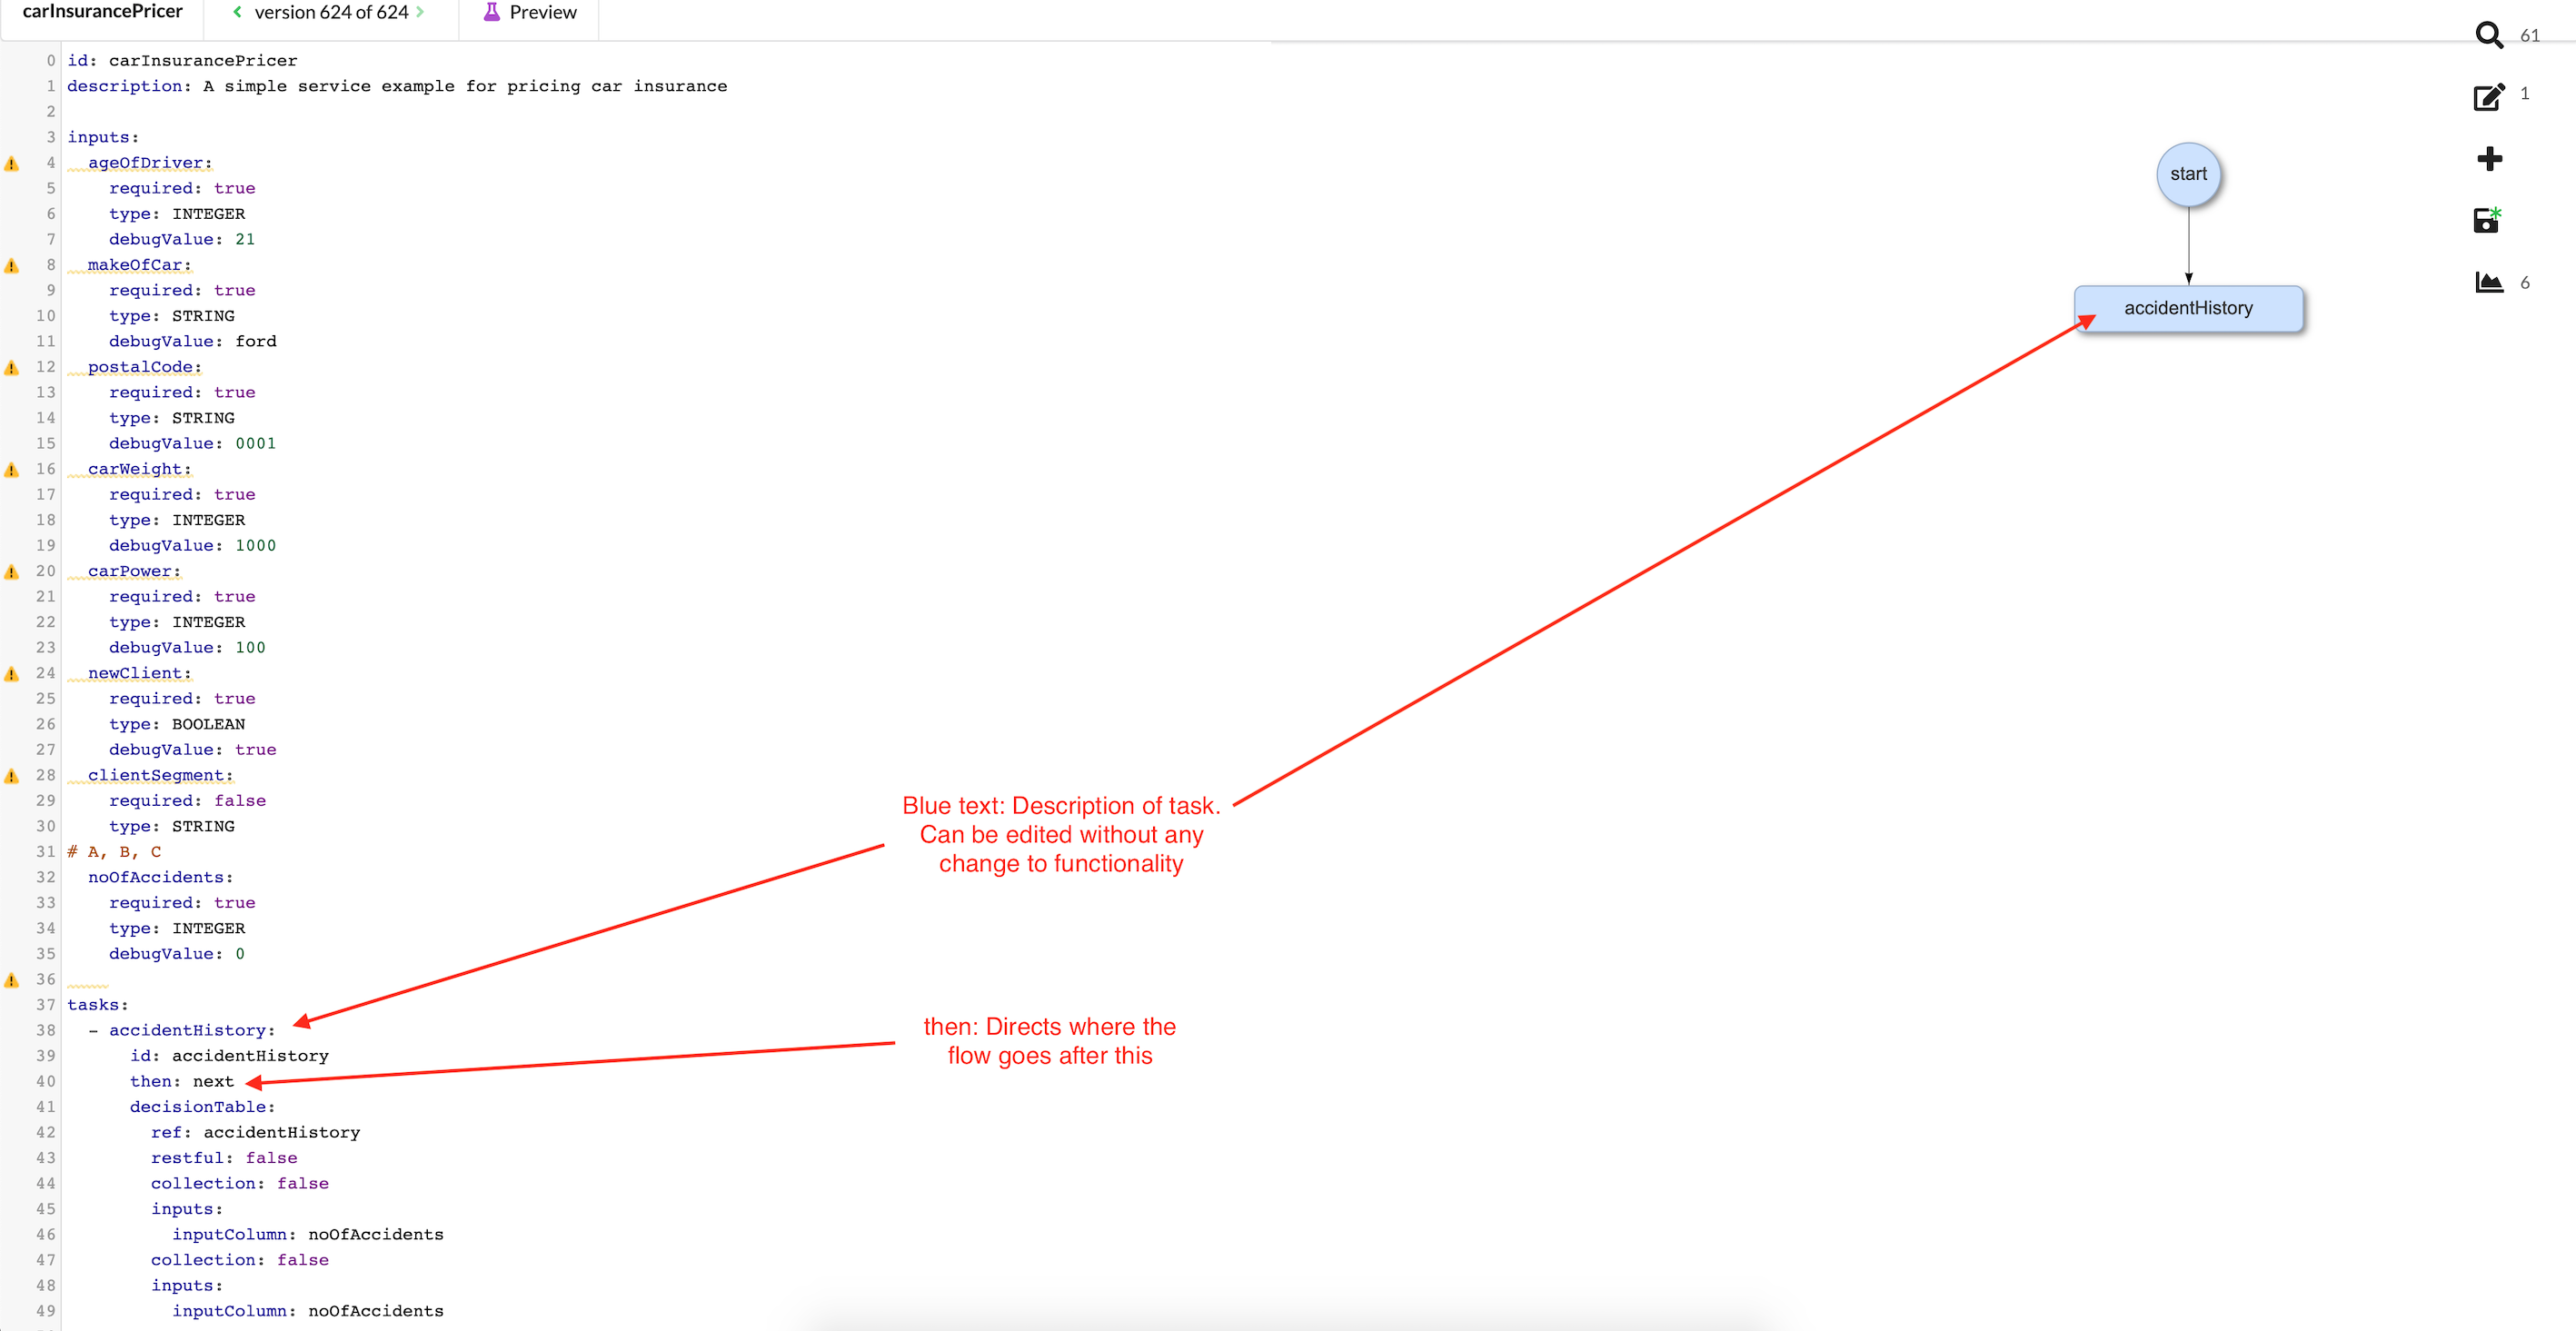 carInsurancePricer
version 624 of 624
Preview
61
1
6
0 id: carInsurancePricer
1 description: A simple service example for pricing car insurance
2
3 inputs:
4 ageOfDriver:
5 required: true
6 type: INTEGER
7 debugValue: 21
8 makeOfCar:
9 required: true
10 type: STRING
11 debugValue: ford
12 postalCode:
13 required: true
14 type: STRING
15 debugValue: 0001
16 carWeight:
17 required: true
18 type: INTEGER
19 debugValue: 1000
20 carPower:
21 required: true
22 type: INTEGER
23 debugValue: 100
24 newClient:
25 required: true
26 type: BOOLEAN
27 debugValue: true
28 clientSegment:
29 required: false
30 type: STRING
31 # A, B, C
32 noOfAccidents:
33 required: true
34 type: INTEGER
35 debugValue: 0
36
37 tasks:
38 - accidentHistory:
39 id: accidentHistory
40 then: next
41 decisionTable:
42 ref: accidentHistory
43 restful: false
44 collection: false
45 inputs:
46 inputColumn: noOfAccidents
47 collection: false
48 inputs:
49 inputColumn: noOfAccidents
start
accidentHistory
Blue text: Description of task.
Can be edited without any
change to functionality
then: Directs where the
flow goes after this